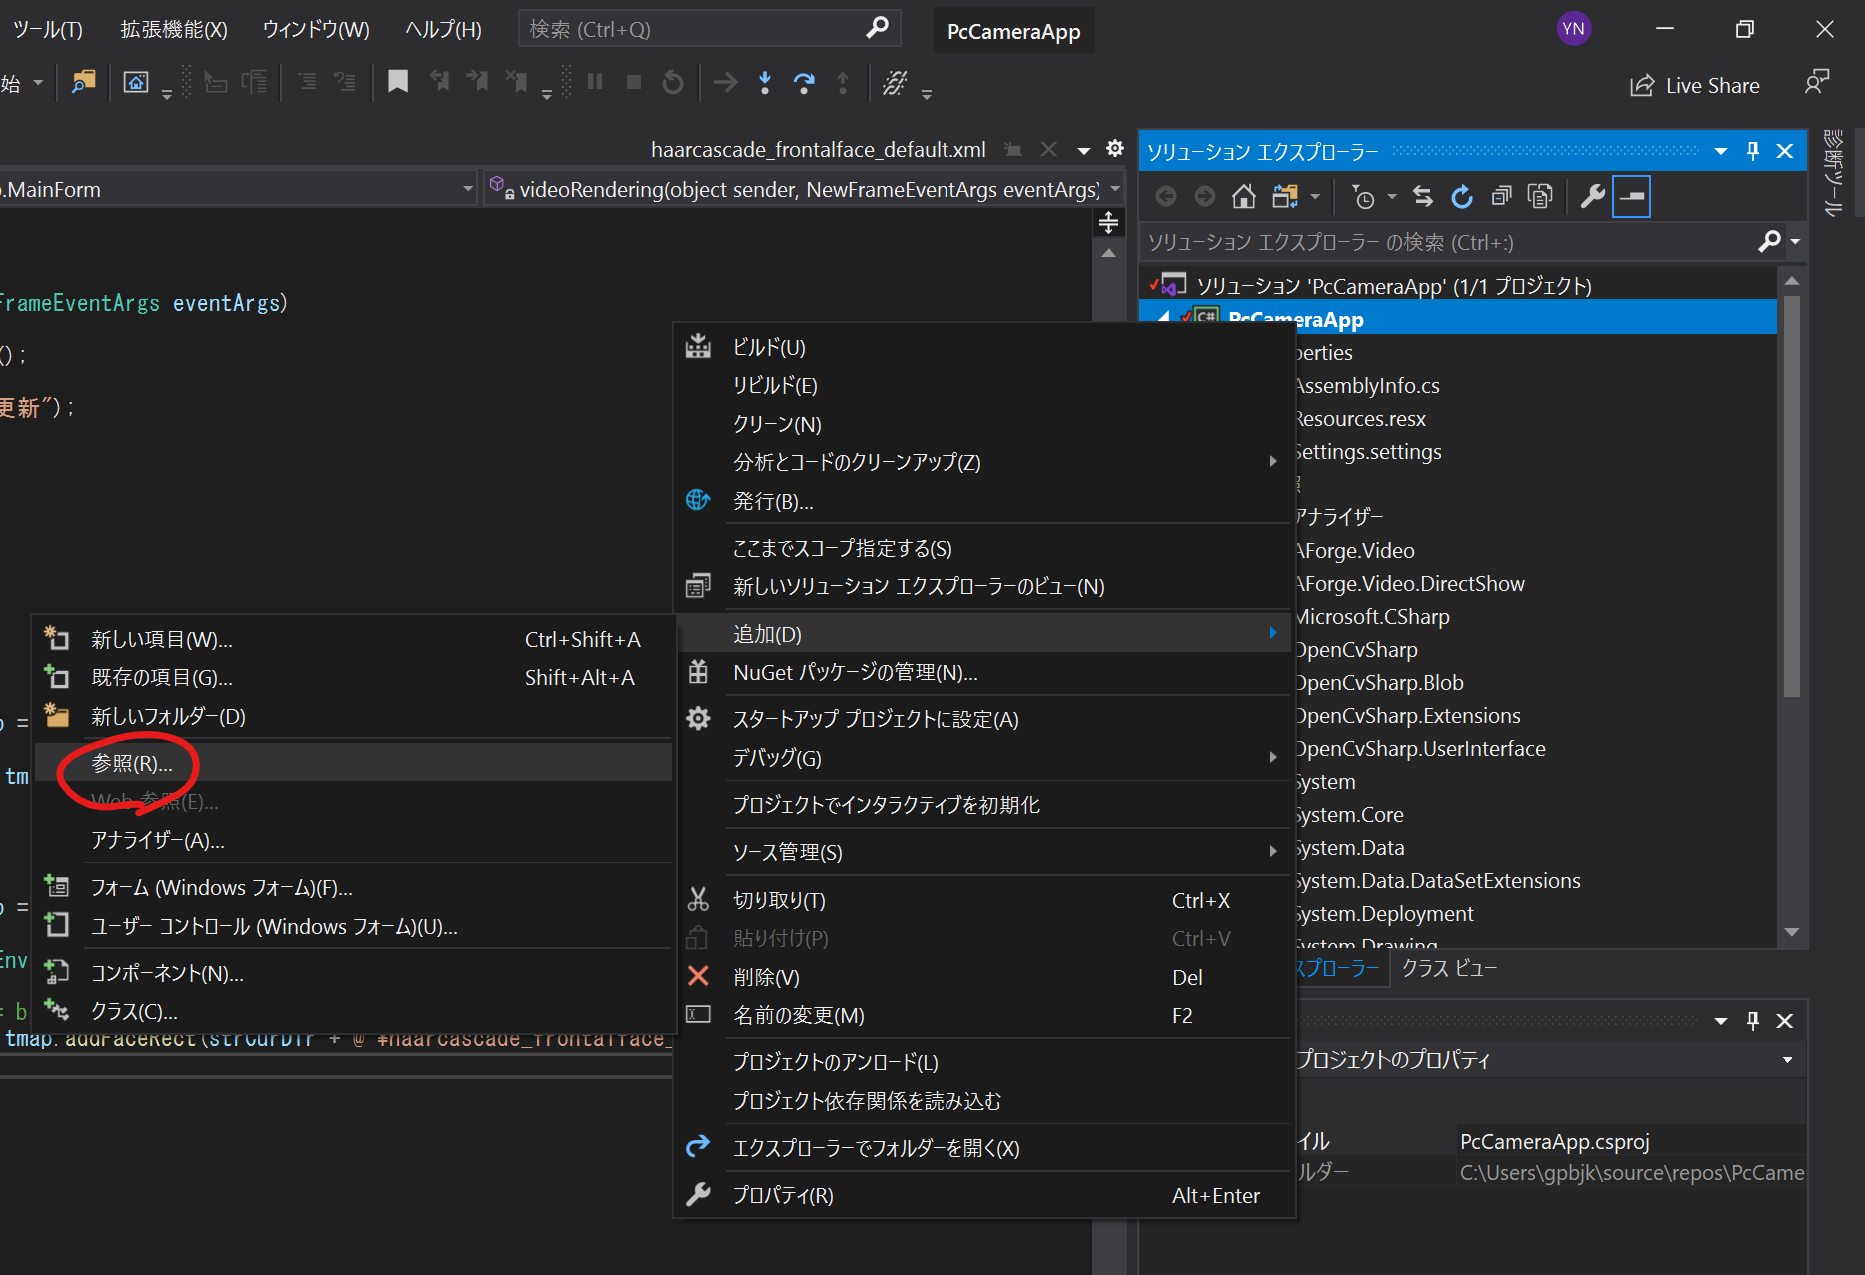 ツール(T) 拡張機能(X) ウィンドウ(W) ヘルプ(H) 検索 (Ctrl+Q) PcCameraApp YN
始 Live Share
haarcascade_frontalface_default.xml
.MainForm videoRendering(object sender, NewFrameEventArgs eventArgs)
FrameEventArgs eventArgs)
();
更新");
ソリューション エクスプローラー
診断ツール
ソリューション エクスプローラー の検索 (Ctrl+:)
ソリューション 'PcCameraApp' (1/1 プロジェクト)
C# PcCameraApp
perties
AssemblyInfo.cs
Resources.resx
Settings.settings
照
アナライザー
AForge.Video
AForge.Video.DirectShow
Microsoft.CSharp
OpenCvSharp
OpenCvSharp.Blob
OpenCvSharp.Extensions
OpenCvSharp.UserInterface
System
System.Core
System.Data
System.Data.DataSetExtensions
System.Deployment
System.Drawing
スプローラー クラス ビュー
プロジェクトのプロパティ
イル PcCameraApp.csproj
ルダー C:\Users\gpbjk\source\repos\PcCame
ビルド(U)
リビルド(E)
クリーン(N)
分析とコードのクリーンアップ(Z)
発行(B)...
ここまでスコープ指定する(S)
新しいソリューション エクスプローラーのビュー(N)
追加(D)
NuGet パッケージの管理(N)...
スタートアップ プロジェクトに設定(A)
デバッグ(G)
プロジェクトでインタラクティブを初期化
ソース管理(S)
切り取り(T) Ctrl+X
貼り付け(P) Ctrl+V
削除(V) Del
名前の変更(M) F2
プロジェクトのアンロード(L)
プロジェクト依存関係を読み込む
エクスプローラーでフォルダーを開く(X)
プロパティ(R) Alt+Enter
新しい項目(W)... Ctrl+Shift+A
既存の項目(G)... Shift+Alt+A
新しいフォルダー(D)
参照(R)...
Web 参照(E)...
アナライザー(A)...
フォーム (Windows フォーム)(F)...
ユーザー コントロール (Windows フォーム)(U)...
コンポーネント(N)...
クラス(C)...
=
tm
=
Env
= b
tmap.addFaceRect(strCurDir + @"¥haarcascade_frontalface_